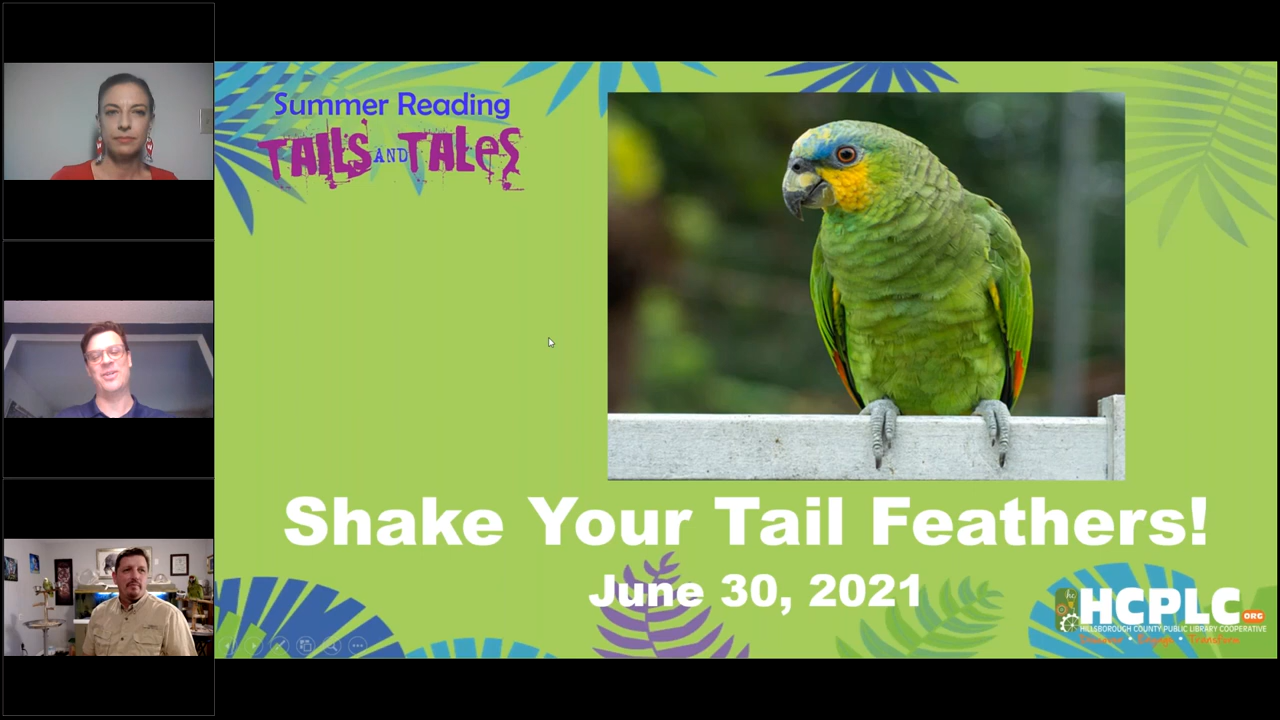 Summer Reading
TAILS AND TALES
Shake Your Tail Feathers!
June 30, 2021
hc
HCPLC ORG
HILLSBOROUGH COUNTY PUBLIC LIBRARY COOPERATIVE